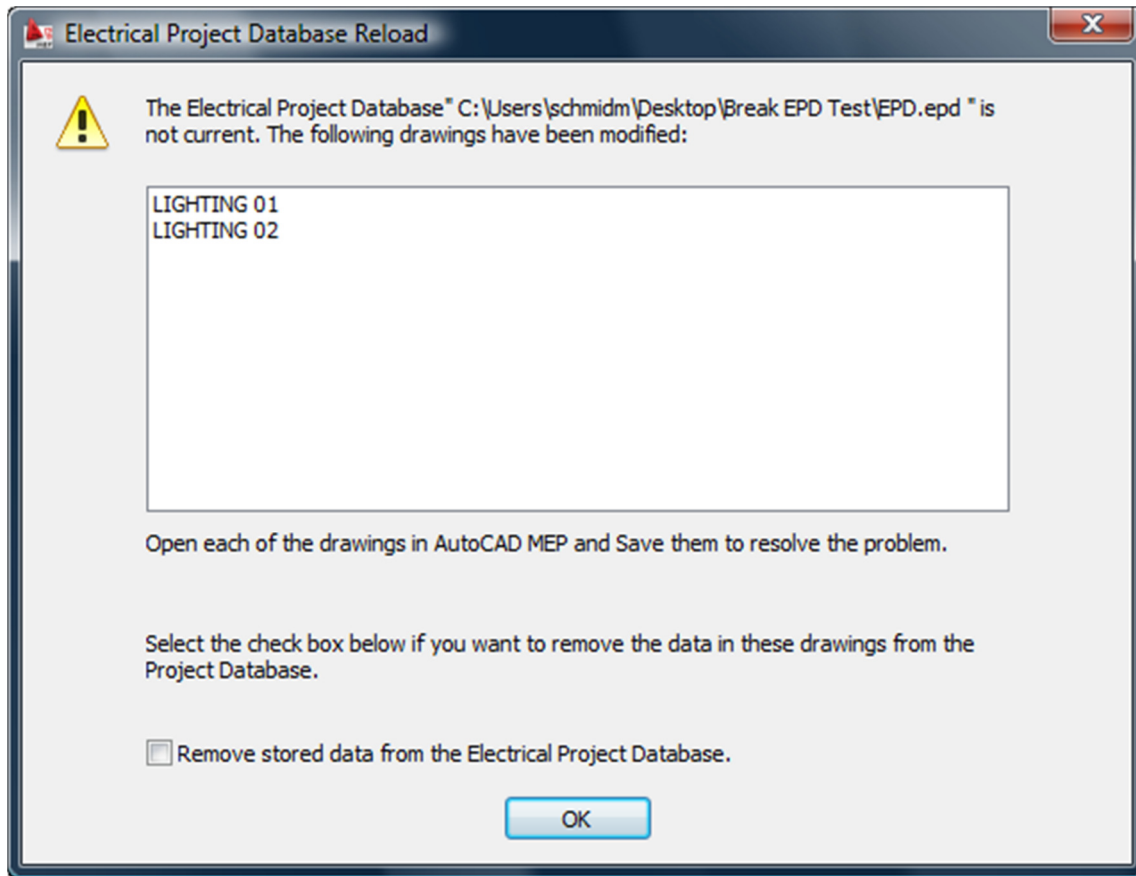 Electrical Project Database Reload
The Electrical Project Database" C:\Users\schmidm\Desktop\Break EPD Test\EPD.epd " is
not current. The following drawings have been modified:
LIGHTING 01
LIGHTING 02
Open each of the drawings in AutoCAD MEP and Save them to resolve the problem.
Select the check box below if you want to remove the data in these drawings from the
Project Database.
Remove stored data from the Electrical Project Database.
OK